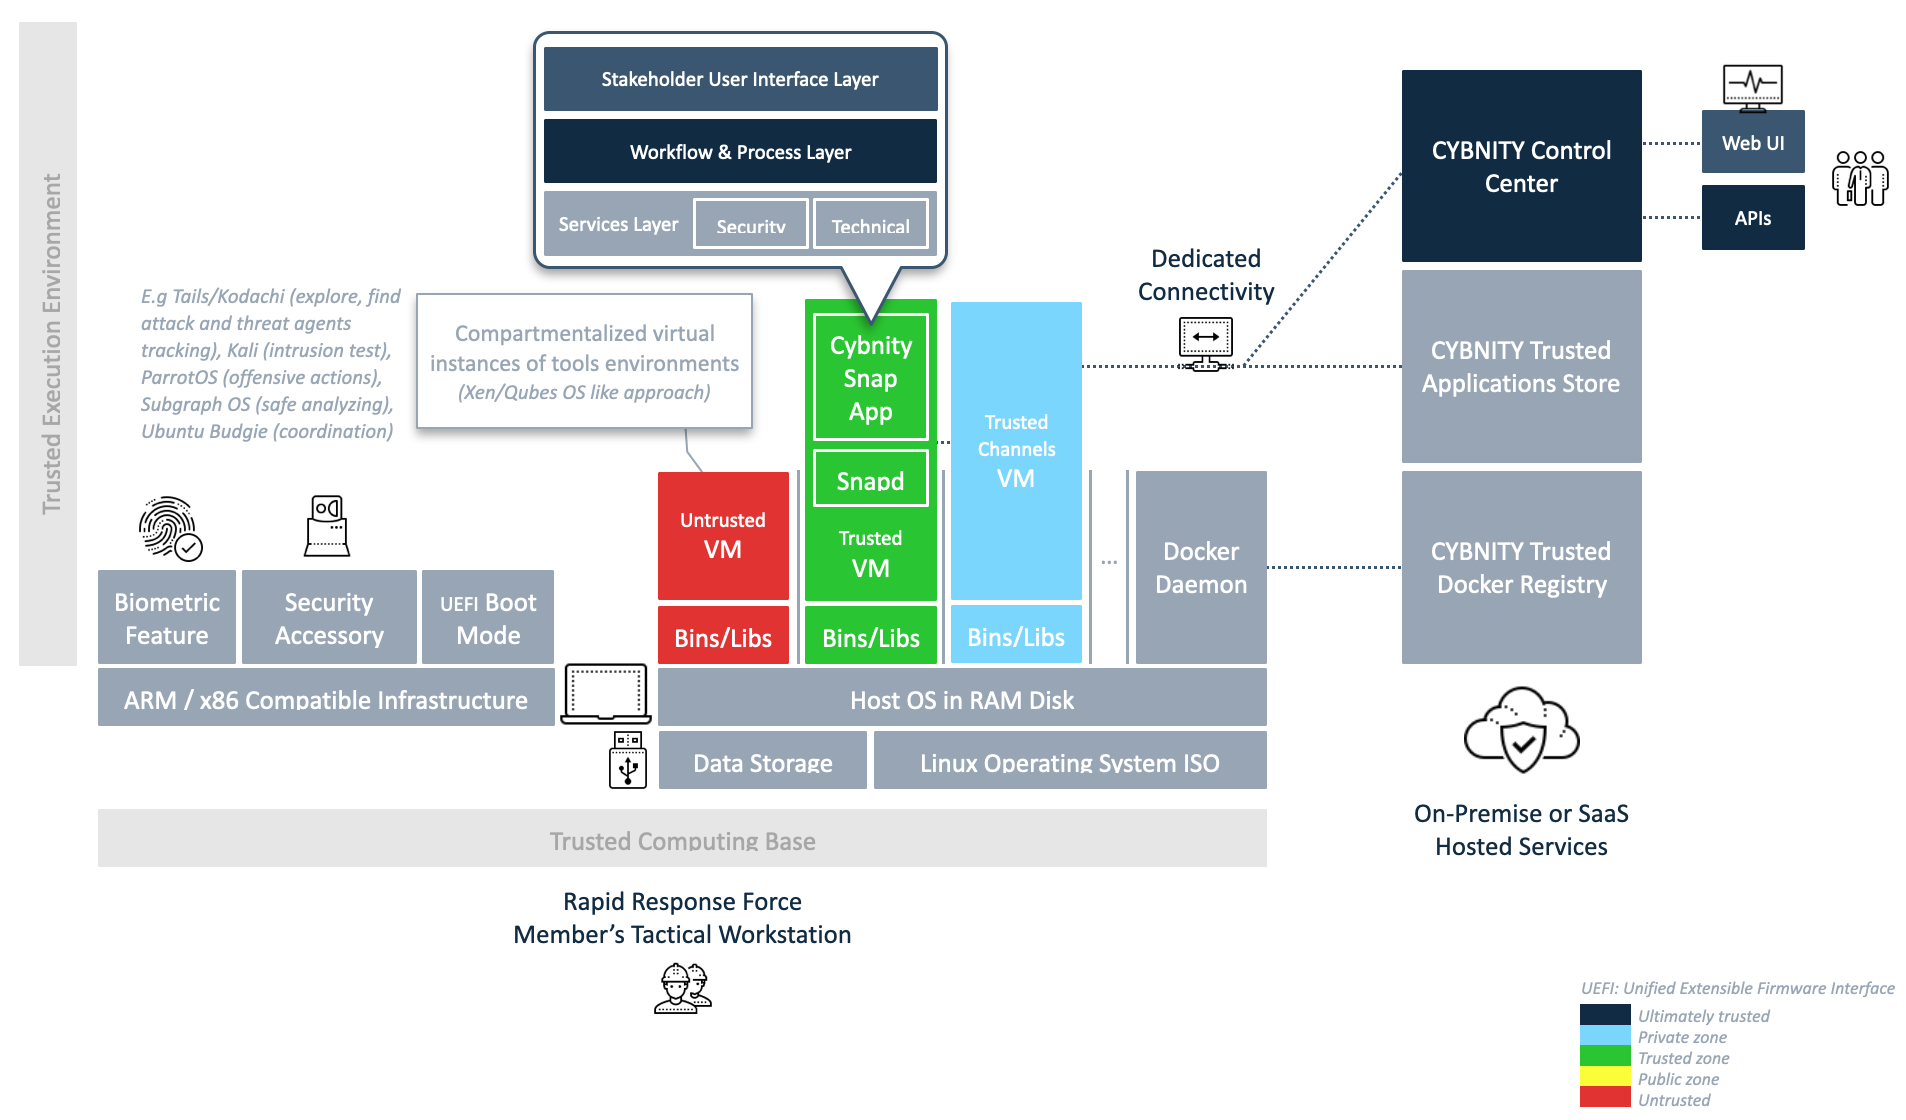 Trusted Execution Environment
Stakeholder User Interface Layer
Workflow & Process Layer
Services Layer
Security
Technical
E.g Tails/Kodachi (explore, find
attack and threat agents
tracking), Kali (intrusion test),
ParrotOS (offensive actions),
Subgraph OS (safe analyzing),
Ubuntu Budgie (coordination)
Compartmentalized virtual
instances of tools environments
(Xen/Qubes OS like approach)
Cybnity
Snap
App
Snapd
Trusted
VM
Bins/Libs
Untrusted
VM
Bins/Libs
Trusted
Channels
VM
Bins/Libs
...
Docker
Daemon
Dedicated
Connectivity
CYBNITY Control
Center
Web UI
APIs
CYBNITY Trusted
Applications Store
CYBNITY Trusted
Docker Registry
Biometric
Feature
Security
Accessory
UEFI Boot
Mode
ARM / x86 Compatible Infrastructure
Host OS in RAM Disk
Data Storage
Linux Operating System ISO
Trusted Computing Base
On-Premise or SaaS
Hosted Services
Rapid Response Force
Member’s Tactical Workstation
UEFI: Unified Extensible Firmware Interface
Ultimately trusted
Private zone
Trusted zone
Public zone
Untrusted